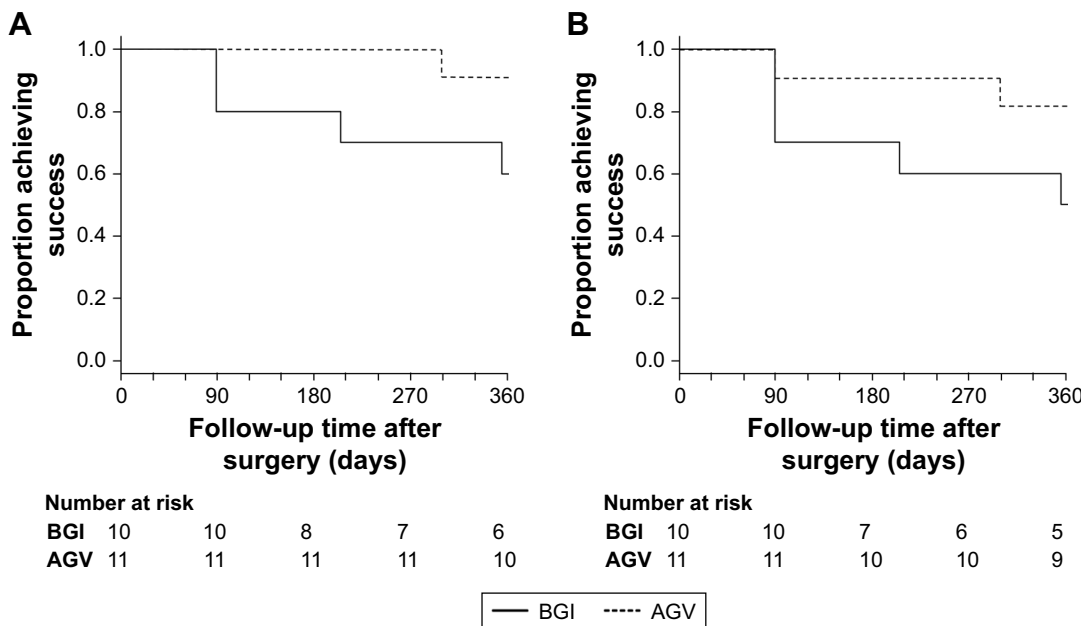 A
Proportion achieving
success
1.0
0.8
0.6
0.4
0.2
0.0
0 90 180 270 360
Follow-up time after
surgery (days)
Number at risk
BGI 10 10 8 7 6
AGV 11 11 11 11 10
B
Proportion achieving
success
1.0
0.8
0.6
0.4
0.2
0.0
0 90 180 270 360
Follow-up time after
surgery (days)
Number at risk
BGI 10 10 7 6 5
AGV 11 11 10 10 9
BGI AGV